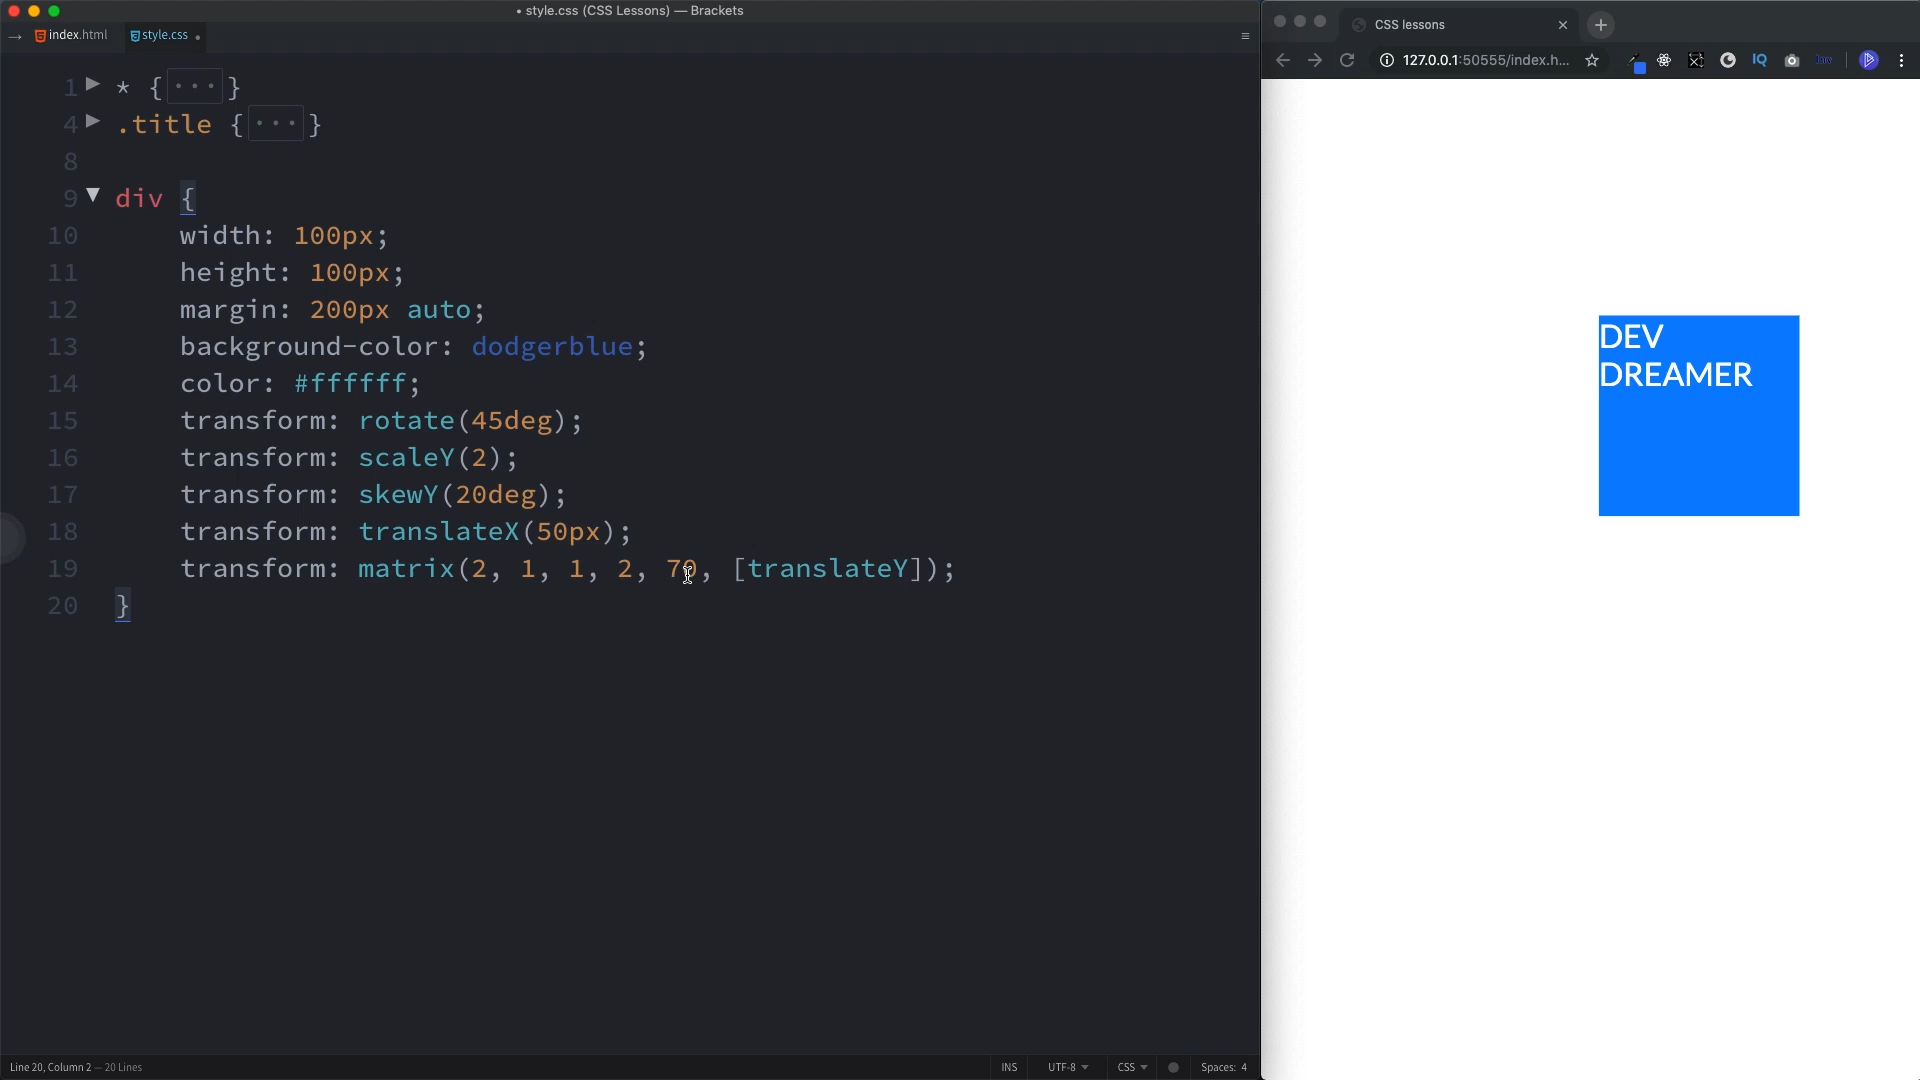 • style.css (CSS Lessons) — Brackets
index.html
style.css •
1 * {···}
4 .title {···}
8
9 div {
10 width: 100px;
11 height: 100px;
12 margin: 200px auto;
13 background-color: dodgerblue;
14 color: #ffffff;
15 transform: rotate(45deg);
16 transform: scaleY(2);
17 transform: skewY(20deg);
18 transform: translateX(50px);
19 transform: matrix(2, 1, 1, 2, 70, [translateY]);
20 }
Line 20, Column 2 — 20 Lines
INS
UTF-8
CSS
Spaces: 4
CSS lessons
127.0.0.1:50555/index.h...
IQ
DEV
DREAMER